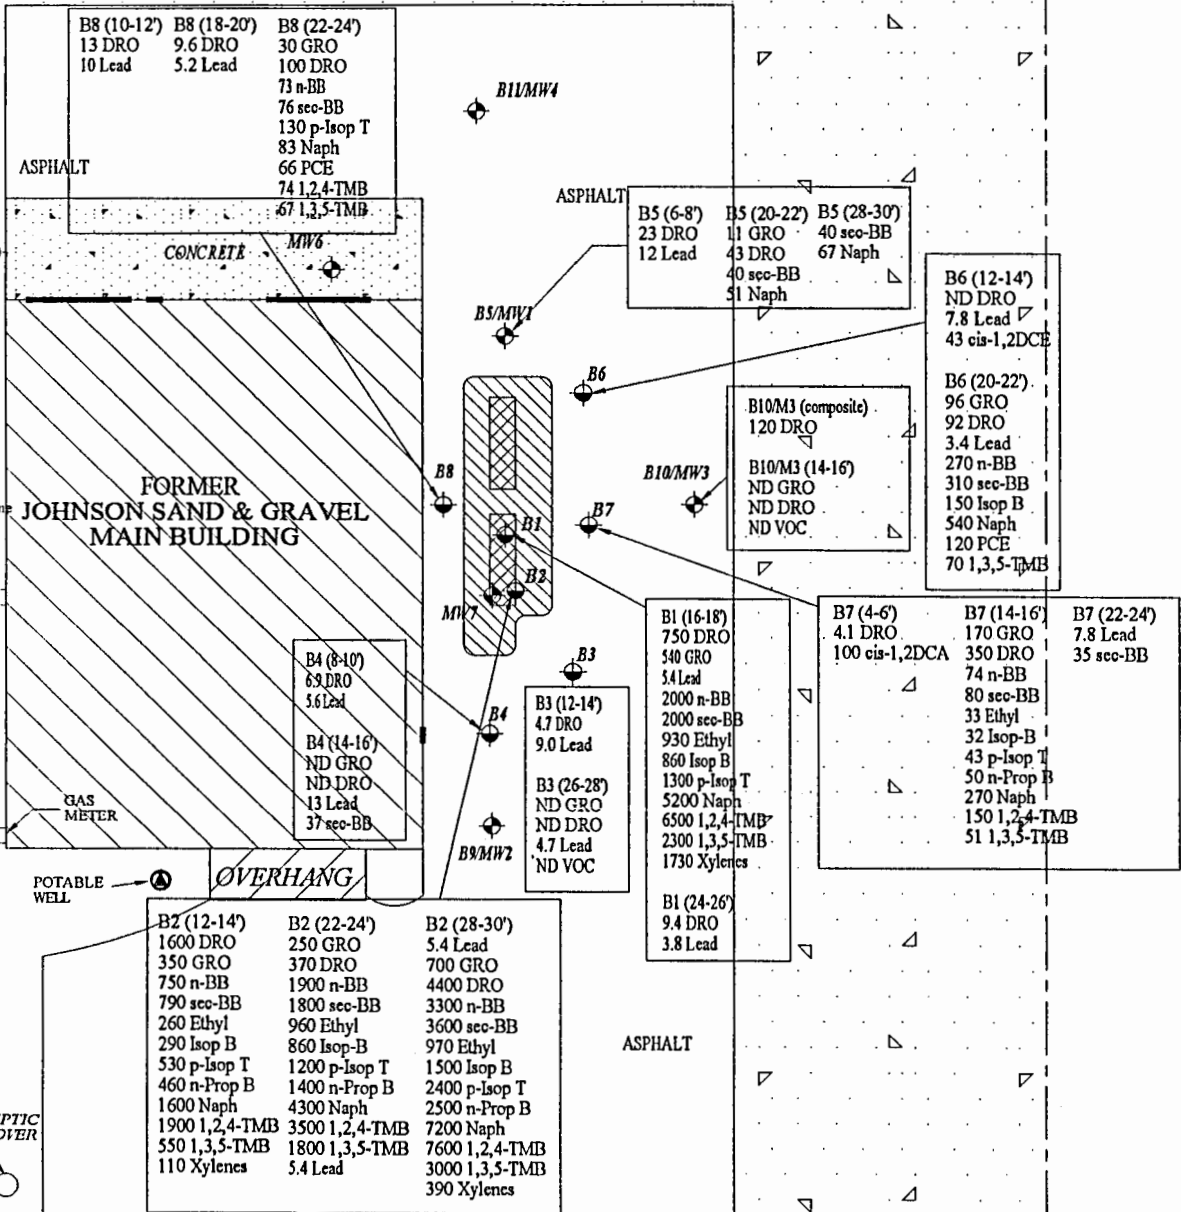 B8 (10-12')
13 DRO
10 Lead
B8 (18-20')
9.6 DRO
5.2 Lead
B8 (22-24')
30 GRO
100 DRO
73 n-BB
76 sec-BB
130 p-Isop T
83 Naph
66 PCE
74 1,2,4-TMB
67 1,3,5-TMB
B11/MW4
ASPHALT
ASPHALT
CONCRETE
MW6
B5 (6-8')
23 DRO
12 Lead
B5 (20-22')
11 GRO
43 DRO
40 sec-BB
51 Naph
B5 (28-30')
40 sec-BB
67 Naph
B5/MW1
B6 (12-14')
ND DRO
7.8 Lead
43 cis-1,2DCE
B6 (20-22')
96 GRO
92 DRO
3.4 Lead
270 n-BB
310 sec-BB
150 Isop B
540 Naph
120 PCE
70 1,3,5-TMB
B6
B10/M3 (composite)
120 DRO
B10/M3 (14-16')
ND GRO
ND DRO
ND VOC
B10/MW3
B8
B7
B1
B2
MW7
FORMER
JOHNSON SAND & GRAVEL
MAIN BUILDING
B1 (16-18')
750 DRO
540 GRO
5.4 Lead
2000 n-BB
2000 sec-BB
930 Ethyl
860 Isop B
1300 p-Isop T
5200 Naph
6500 1,2,4-TMB
2300 1,3,5-TMB
1730 Xylenes
B1 (24-26')
9.4 DRO
3.8 Lead
B7 (4-6')
4.1 DRO
100 cis-1,2DCA
B7 (14-16')
170 GRO
350 DRO
74 n-BB
80 sec-BB
33 Ethyl
32 Isop-B
43 p-Isop T
50 n-Prop B
270 Naph
150 1,2,4-TMB
51 1,3,5-TMB
B7 (22-24')
7.8 Lead
35 sec-BB
B3
B4 (8-10')
6.9 DRO
5.6 Lead
B4 (14-16')
ND GRO
ND DRO
13 Lead
37 sec-BB
B4
B3 (12-14')
4.7 DRO
9.0 Lead
B3 (26-28')
ND GRO
ND DRO
4.7 Lead
ND VOC
B9/MW2
GAS
METER
POTABLE
WELL
OVERHANG
B2 (12-14')
1600 DRO
350 GRO
750 n-BB
790 sec-BB
260 Ethyl
290 Isop B
530 p-Isop T
460 n-Prop B
1600 Naph
1900 1,2,4-TMB
550 1,3,5-TMB
110 Xylenes
B2 (22-24')
250 GRO
370 DRO
1900 n-BB
1800 sec-BB
960 Ethyl
860 Isop-B
1200 p-Isop T
1400 n-Prop B
4300 Naph
3500 1,2,4-TMB
1800 1,3,5-TMB
5.4 Lead
B2 (28-30')
5.4 Lead
700 GRO
4400 DRO
3300 n-BB
3600 sec-BB
970 Ethyl
1500 Isop B
2400 p-Isop T
2500 n-Prop B
7200 Naph
7600 1,2,4-TMB
3000 1,3,5-TMB
390 Xylenes
ASPHALT